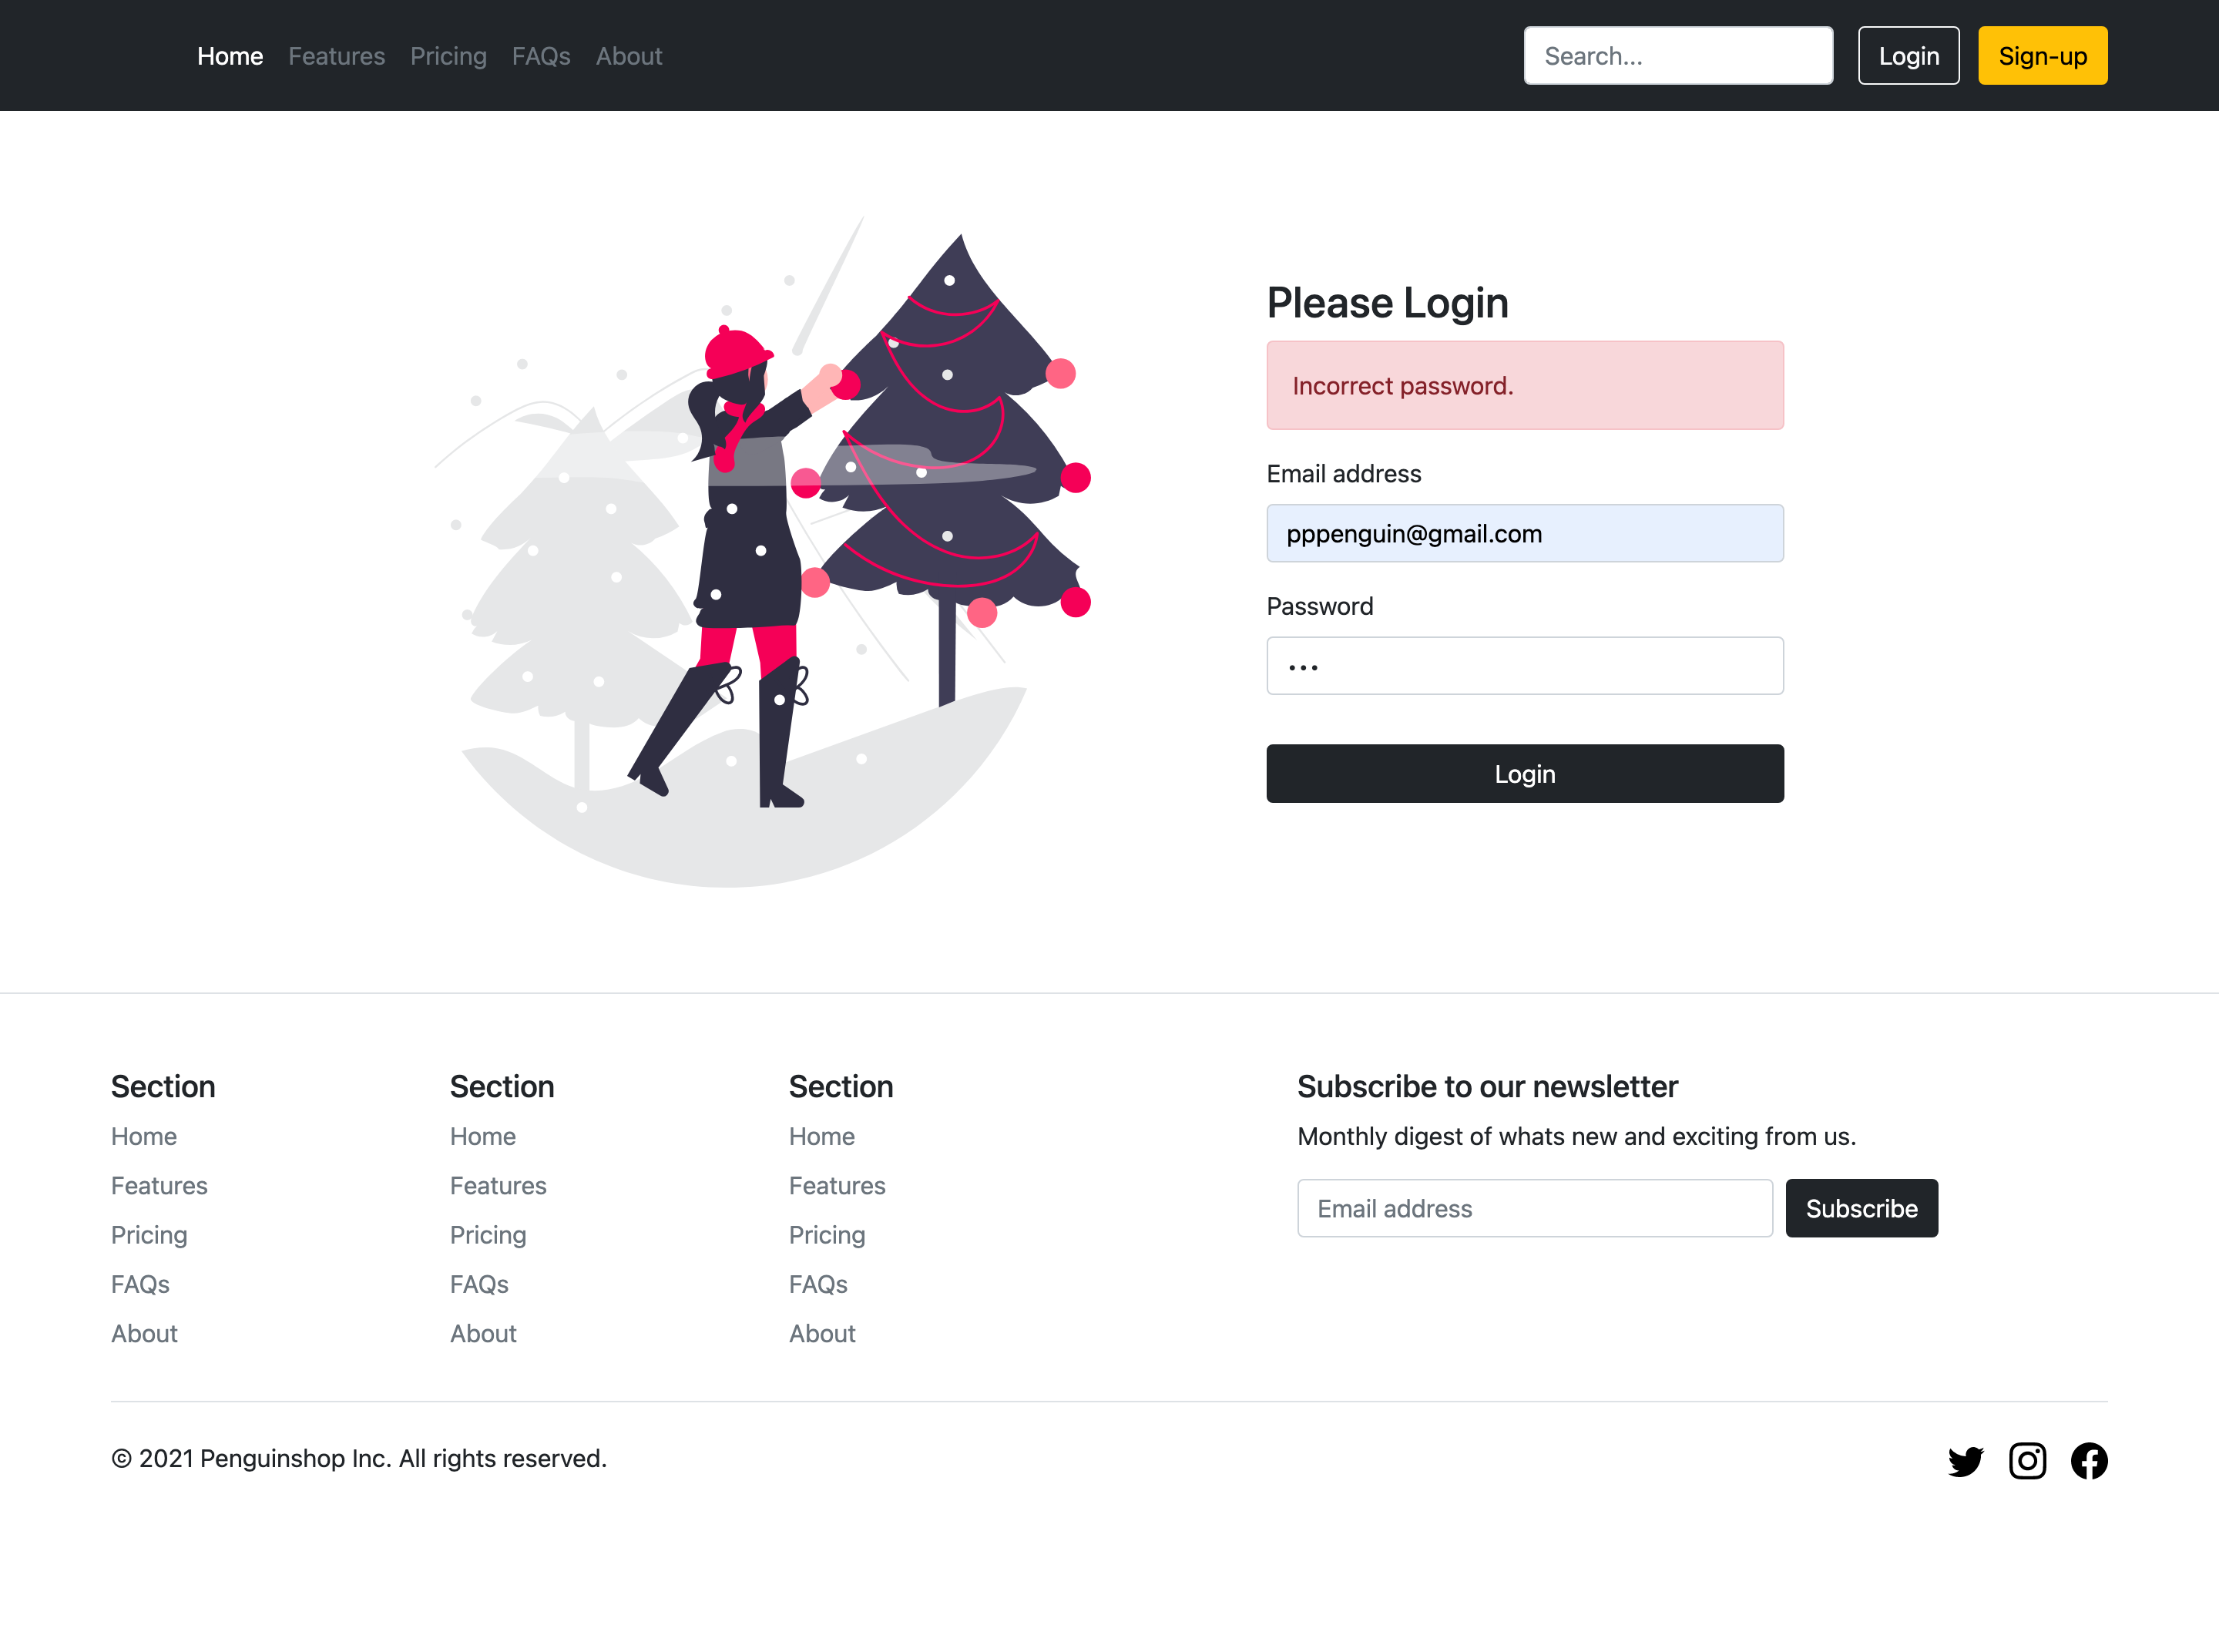 Home Features Pricing FAQs About Search... Login Sign-up
Please Login
Incorrect password.
Email address
pppenguin@gmail.com
Password
Login
Section
Home
Features
Pricing
FAQs
About
Section
Home
Features
Pricing
FAQs
About
Section
Home
Features
Pricing
FAQs
About
Subscribe to our newsletter
Monthly digest of whats new and exciting from us.
Email address Subscribe
© 2021 Penguinshop Inc. All rights reserved.